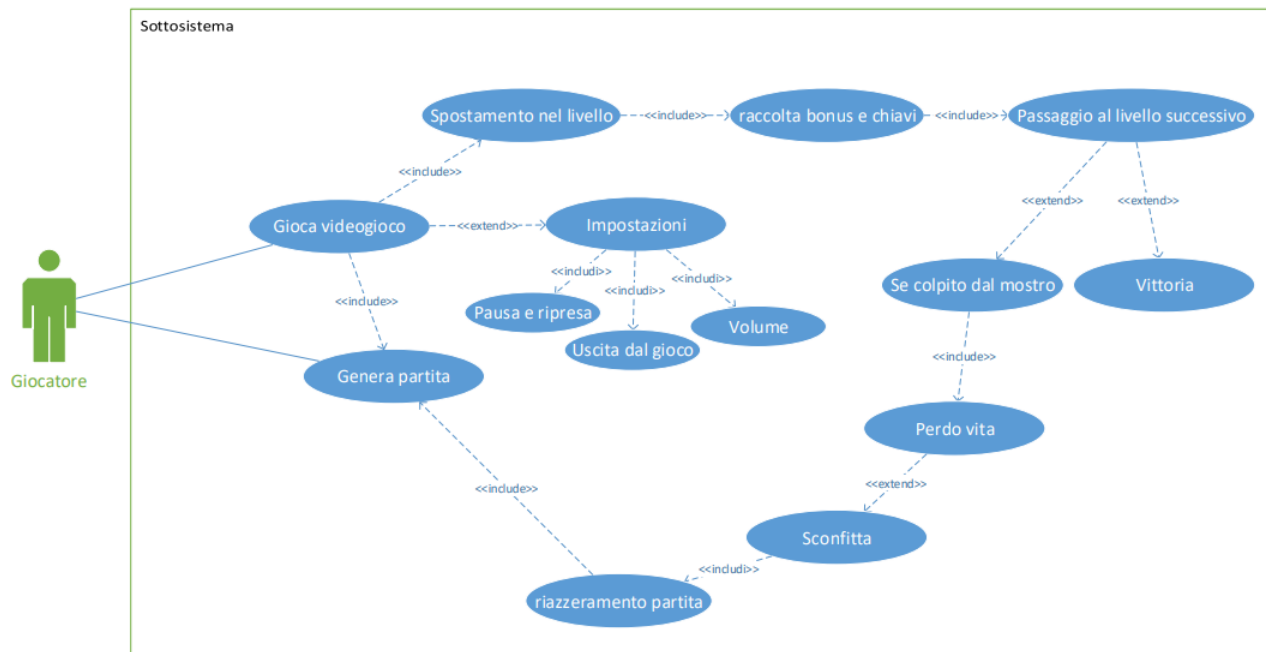 Sottosistema
Spostamento nel livello
<<include>>
raccolta bonus e chiavi
<<include>>
Passaggio al livello successivo
<<include>>
<<extend>>
<<extend>>
Gioca videogioco
<<extend>>
Impostazioni
<<includi>>
<<includi>>
<<includi>>
Se colpito dal mostro
Vittoria
<<include>>
Pausa e ripresa
Volume
Uscita dal gioco
<<include>>
Giocatore
Genera partita
Perdo vita
<<extend>>
<<include>>
Sconfitta
<<includi>>
riazzeramento partita